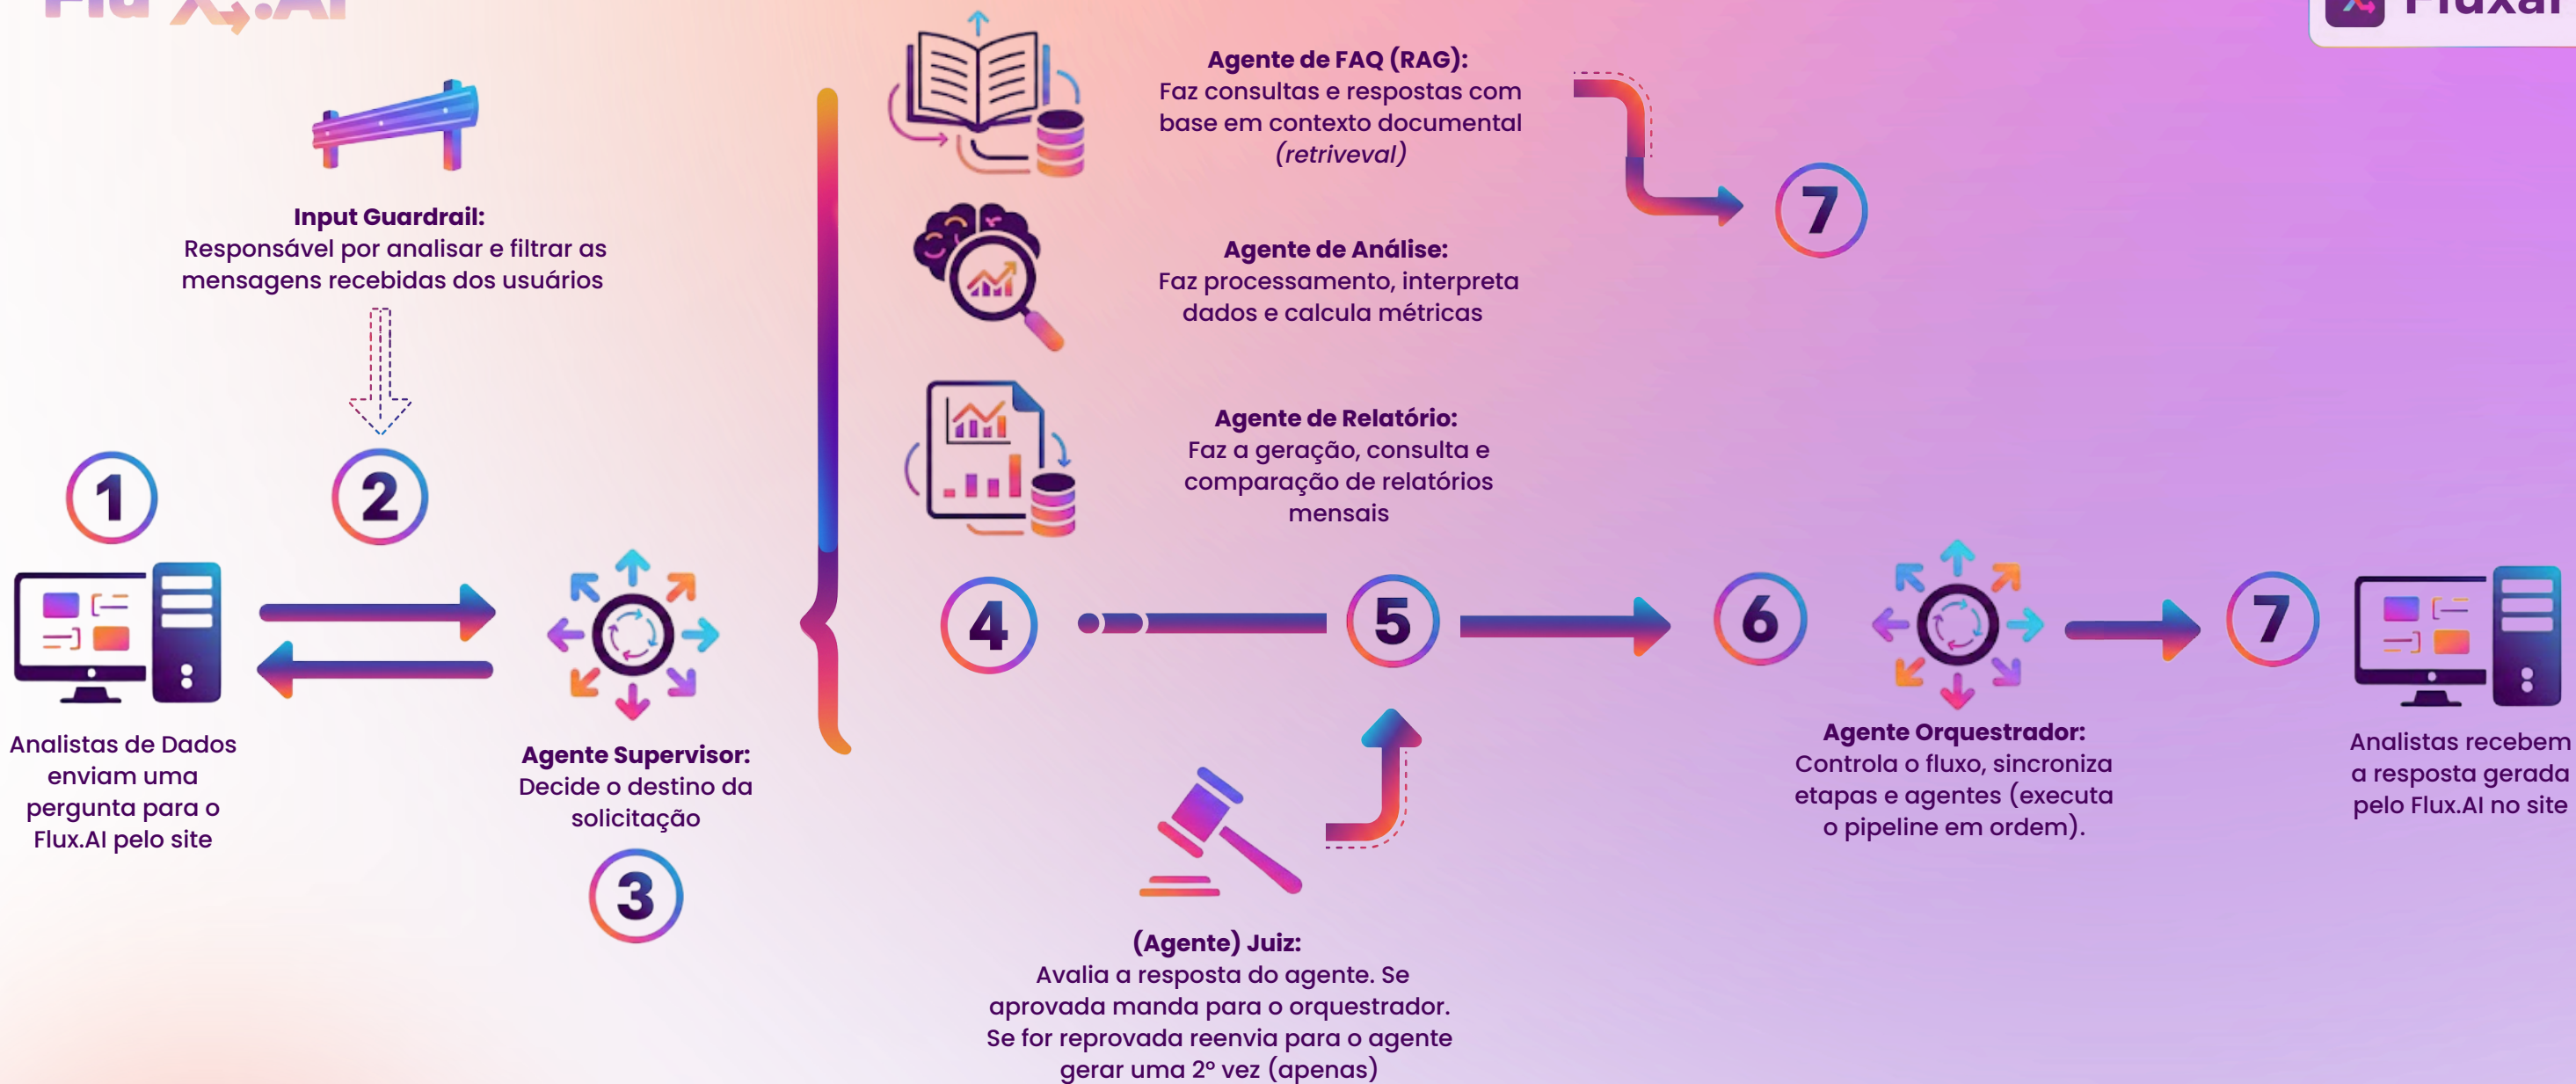 Flu X.AI
Fluxai
Input Guardrail:
Responsável por analisar e filtrar as
mensagens recebidas dos usuários
1
2
Analistas de Dados
enviam uma
pergunta para o
Flux.AI pelo site
Agente Supervisor:
Decide o destino da
solicitação
3
Agente de FAQ (RAG):
Faz consultas e respostas com
base em contexto documental
(retriveval)
7
Agente de Análise:
Faz processamento, interpreta
dados e calcula métricas
Agente de Relatório:
Faz a geração, consulta e
comparação de relatórios
mensais
4
5
(Agente) Juiz:
Avalia a resposta do agente. Se
aprovada manda para o orquestrador.
Se for reprovada reenvia para o agente
gerar uma 2º vez (apenas)
6
Agente Orquestrador:
Controla o fluxo, sincroniza
etapas e agentes (executa
o pipeline em ordem).
7
Analistas recebem
a resposta gerada
pelo Flux.AI no site